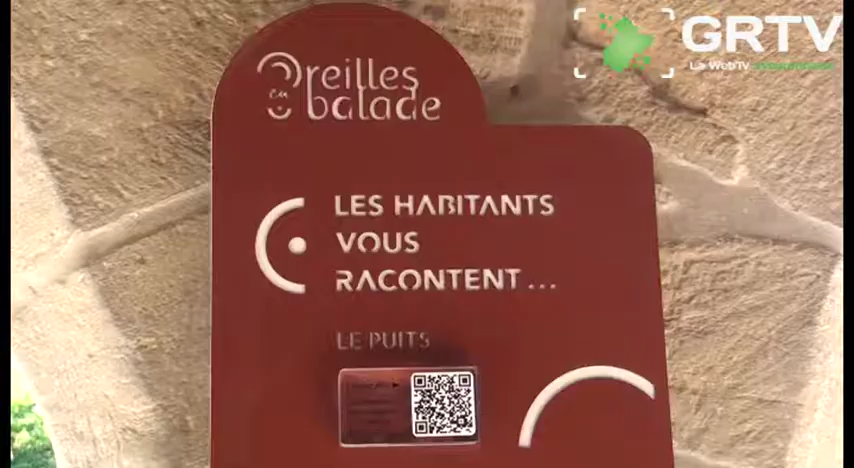 GRTV
La WebTV
Oreilles
en
balade
LES HABITANTS
VOUS
RACONTENT...
LE PUITS